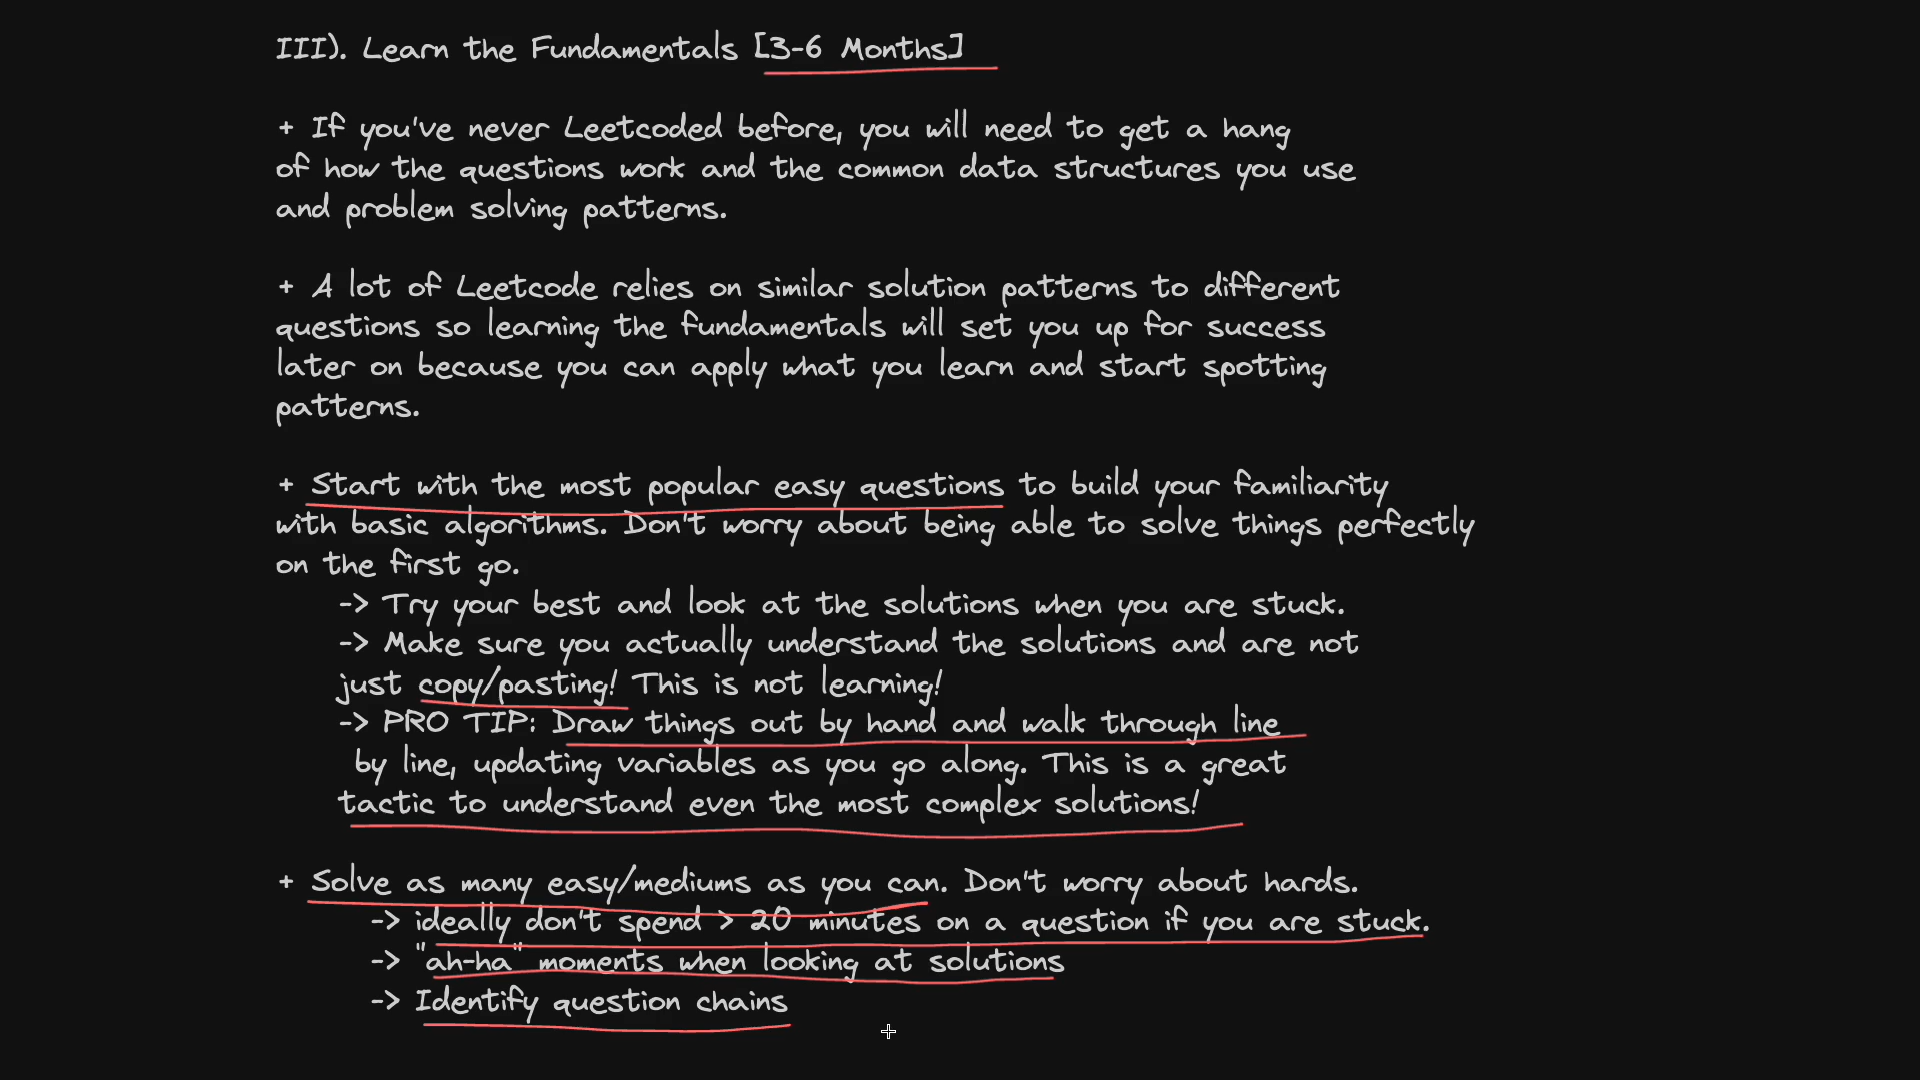 III). Learn the Fundamentals [3-6 Months]
+ If you've never Leetcoded before, you will need to get a hang
of how the questions work and the common data structures you use
and problem solving patterns.
+ A lot of Leetcode relies on similar solution patterns to different
questions so learning the fundamentals will set you up for success
later on because you can apply what you learn and start spotting
patterns.
+ Start with the most popular easy questions to build your familiarity
with basic algorithms. Don't worry about being able to solve things perfectly
on the first go.
-> Try your best and look at the solutions when you are stuck.
-> Make sure you actually understand the solutions and are not
just copy/pasting! This is not learning!
-> PRO TIP: Draw things out by hand and walk through line
by line, updating variables as you go along. This is a great
tactic to understand even the most complex solutions!
+ Solve as many easy/mediums as you can. Don't worry about hards.
-> ideally don't spend > 20 minutes on a question if you are stuck.
-> "ah-ha" moments when looking at solutions
-> Identify question chains